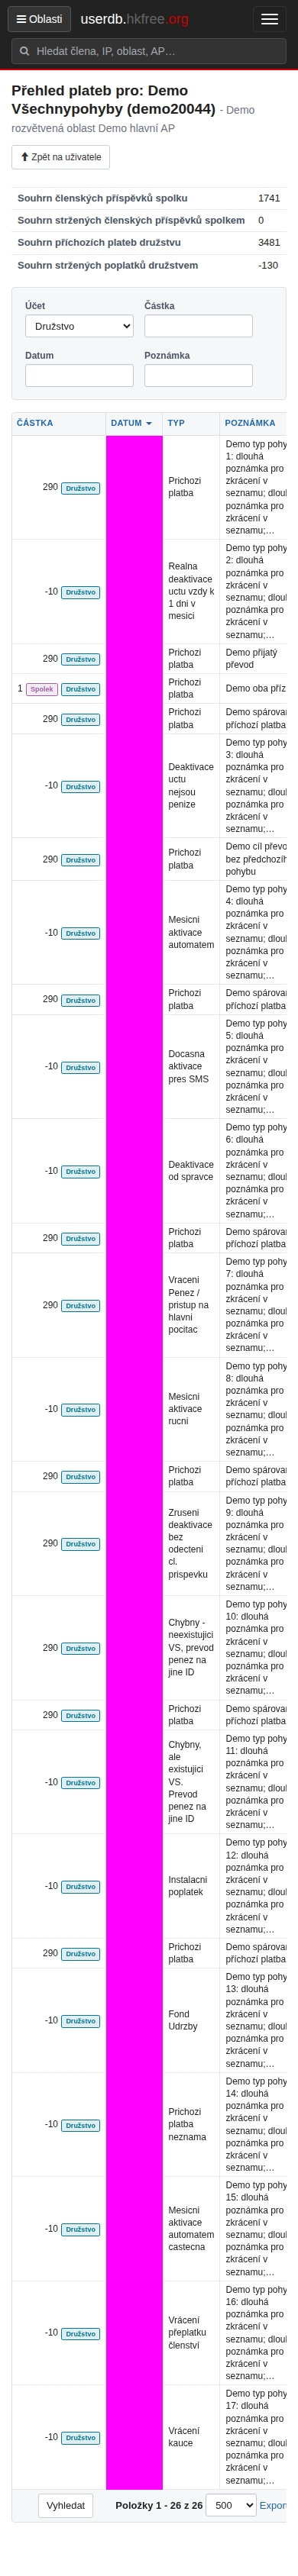 Oblasti userdb.hkfree.org
Hledat člena, IP, oblast, AP…
Přehled plateb pro: Demo
Všechnypohyby (demo20044) - Demo
rozvětvená oblast Demo hlavní AP
Zpět na uživatele
Souhrn členských příspěvků spolku 1741
Souhrn stržených členských příspěvků spolkem 0
Souhrn příchozích plateb družstvu 3481
Souhrn stržených poplatků družstvem -130
Účet Částka
Družstvo
Datum Poznámka
ČÁSTKA DATUM TYP POZNÁMKA
290 Družstvo Prichozi platba Demo typ pohy
1: dlouhá
poznámka pro
zkrácení v
seznamu; dlou
poznámka pro
zkrácení v
seznamu;…
-10 Družstvo Realna
deaktivace
uctu vzdy k
1 dni v
mesici
Demo typ pohy
2: dlouhá
poznámka pro
zkrácení v
seznamu; dlou
poznámka pro
zkrácení v
seznamu;…
290 Družstvo Prichozi
platba
Demo přijatý
převod
1 Spolek Družstvo Prichozi
platba
Demo oba příz
290 Družstvo Prichozi
platba
Demo spárova
příchozí platba
-10 Družstvo Deaktivace
uctu
nejsou
penize
Demo typ pohy
3: dlouhá
poznámka pro
zkrácení v
seznamu; dlou
poznámka pro
zkrácení v
seznamu;…
290 Družstvo Prichozi
platba
Demo cíl převo
bez předchozíh
pohybu
-10 Družstvo Mesicni
aktivace
automatem
Demo typ pohy
4: dlouhá
poznámka pro
zkrácení v
seznamu; dlou
poznámka pro
zkrácení v
seznamu;…
290 Družstvo Prichozi
platba
Demo spárova
příchozí platba
-10 Družstvo Docasna
aktivace
pres SMS
Demo typ pohy
5: dlouhá
poznámka pro
zkrácení v
seznamu; dlou
poznámka pro
zkrácení v
seznamu;…
-10 Družstvo Deaktivace
od spravce
Demo typ pohy
6: dlouhá
poznámka pro
zkrácení v
seznamu; dlou
poznámka pro
zkrácení v
seznamu;…
290 Družstvo Prichozi
platba
Demo spárova
příchozí platba
290 Družstvo Vraceni
Penez /
pristup na
hlavni
pocitac
Demo typ pohy
7: dlouhá
poznámka pro
zkrácení v
seznamu; dlou
poznámka pro
zkrácení v
seznamu;…
-10 Družstvo Mesicni
aktivace
rucni
Demo typ pohy
8: dlouhá
poznámka pro
zkrácení v
seznamu; dlou
poznámka pro
zkrácení v
seznamu;…
290 Družstvo Prichozi
platba
Demo spárova
příchozí platba
290 Družstvo Zruseni
deaktivace
bez
odecteni
cl.
prispevku
Demo typ pohy
9: dlouhá
poznámka pro
zkrácení v
seznamu; dlou
poznámka pro
zkrácení v
seznamu;…
290 Družstvo Chybny -
neexistujici
VS, prevod
penez na
jine ID
Demo typ pohy
10: dlouhá
poznámka pro
zkrácení v
seznamu; dlou
poznámka pro
zkrácení v
seznamu;…
290 Družstvo Prichozi
platba
Demo spárova
příchozí platba
-10 Družstvo Chybny,
ale
existujici
VS.
Prevod
penez na
jine ID
Demo typ pohy
11: dlouhá
poznámka pro
zkrácení v
seznamu; dlou
poznámka pro
zkrácení v
seznamu;…
-10 Družstvo Instalacni
poplatek
Demo typ pohy
12: dlouhá
poznámka pro
zkrácení v
seznamu; dlou
poznámka pro
zkrácení v
seznamu;…
290 Družstvo Prichozi
platba
Demo spárova
příchozí platba
-10 Družstvo Fond
Udrzby
Demo typ pohy
13: dlouhá
poznámka pro
zkrácení v
seznamu; dlou
poznámka pro
zkrácení v
seznamu;…
-10 Družstvo Prichozi
platba
neznama
Demo typ pohy
14: dlouhá
poznámka pro
zkrácení v
seznamu; dlou
poznámka pro
zkrácení v
seznamu;…
-10 Družstvo Mesicni
aktivace
automatem
castecna
Demo typ pohy
15: dlouhá
poznámka pro
zkrácení v
seznamu; dlou
poznámka pro
zkrácení v
seznamu;…
-10 Družstvo Vrácení
přeplatku
členství
Demo typ pohy
16: dlouhá
poznámka pro
zkrácení v
seznamu; dlou
poznámka pro
zkrácení v
seznamu;…
-10 Družstvo Vrácení
kauce
Demo typ pohy
17: dlouhá
poznámka pro
zkrácení v
seznamu; dlou
poznámka pro
zkrácení v
seznamu;…
Vyhledat Položky 1 - 26 z 26 500 Expor